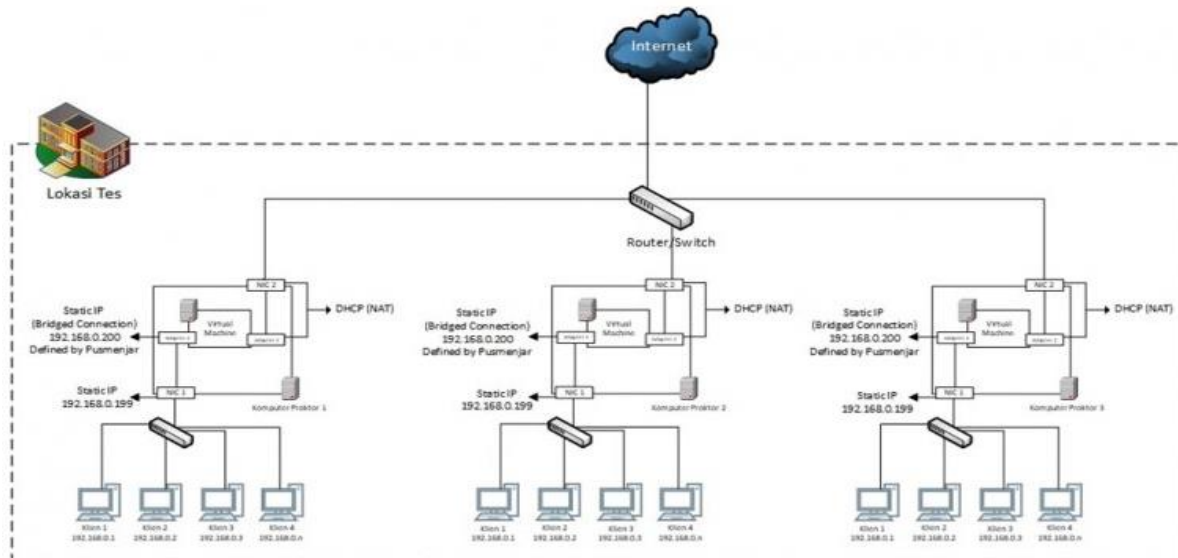 Internet
Lokasi Tes
Router/Switch
NIC 2
Static IP
(Bridged Connection)
192.168.0.200
Defined by Pusmenjar
Virtual
Machine
DHCP (NAT)
Static IP
192.168.0.199
NIC 1
Komputer Proktor 1
Klien 1
192.168.0.1
Klien 2
192.168.0.2
Klien 3
192.168.0.3
Klien 4
192.168.0.n
NIC 2
Static IP
(Bridged Connection)
192.168.0.200
Defined by Pusmenjar
Virtual
Machine
DHCP (NAT)
Static IP
192.168.0.199
NIC 1
Komputer Proktor 2
Klien 1
192.168.0.1
Klien 2
192.168.0.2
Klien 3
192.168.0.3
Klien 4
192.168.0.n
NIC 2
Static IP
(Bridged Connection)
192.168.0.200
Defined by Pusmenjar
Virtual
Machine
DHCP (NAT)
Static IP
192.168.0.199
NIC 1
Komputer Proktor 3
Klien 1
192.168.0.1
Klien 2
192.168.0.2
Klien 3
192.168.0.3
Klien 4
192.168.0.n